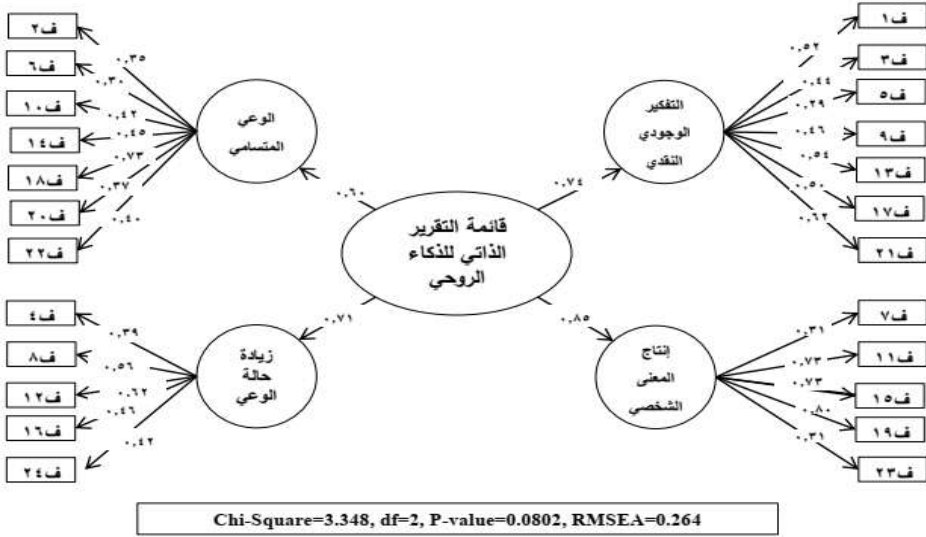 ف١
٠,٥٢
ف٣
٠,٤٤
ف٥
٠,٢٩
ف٩
٠,٤٦
ف١٣
٠,٥٤
ف١٧
٠,٥٠
ف٢١
٠,٦٢
التفكير
الوجودي
النقدي
٠,٧٤
ف٢
٠,٣٥
ف٦
٠,٣٠
ف١٠
٠,٤٢
ف١٤
٠,٤٥
ف١٨
٠,٧٣
ف٢٠
٠,٣٧
ف٢٢
٠,٤٠
الوعي
المتسامي
٠,٦٠
قائمة التقرير
الذاتي للذكاء
الروحي
٠,٨٥
إنتاج
المعنى
الشخصي
ف٧
٠,٣١
ف١١
٠,٧٣
ف١٥
٠,٧٣
ف١٩
٠,٨٠
ف٢٣
٠,٣١
٠,٧١
زيادة
حالة
الوعي
ف٤
٠,٣٩
ف٨
٠,٥٦
ف١٢
٠,٦٢
ف١٦
٠,٤٦
ف٢٤
٠,٤٢
Chi-Square=3.348, df=2, P-value=0.0802, RMSEA=0.264